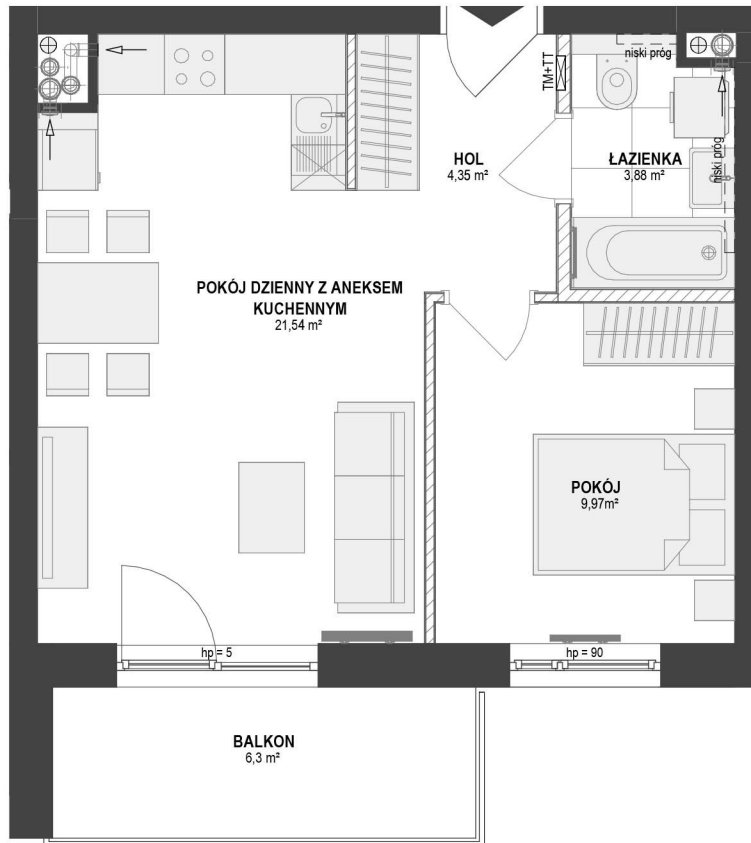 niski próg
TM+TT
HOL
4,35 m²
ŁAZIENKA
3,88 m²
niski próg
POKÓJ DZIENNY Z ANEKSEM
KUCHENNYM
21,54 m²
POKÓJ
9,97m²
hp = 5
hp = 90
BALKON
6,3 m²